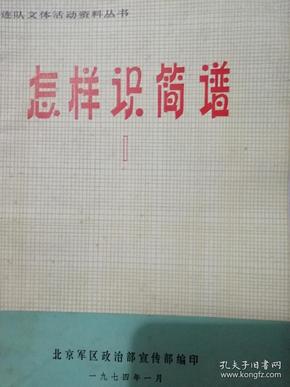 连队文体活动资料丛书
怎样识简谱
1
北京军区政治部宣传部编印
一九七四年一月
孔夫子旧书网